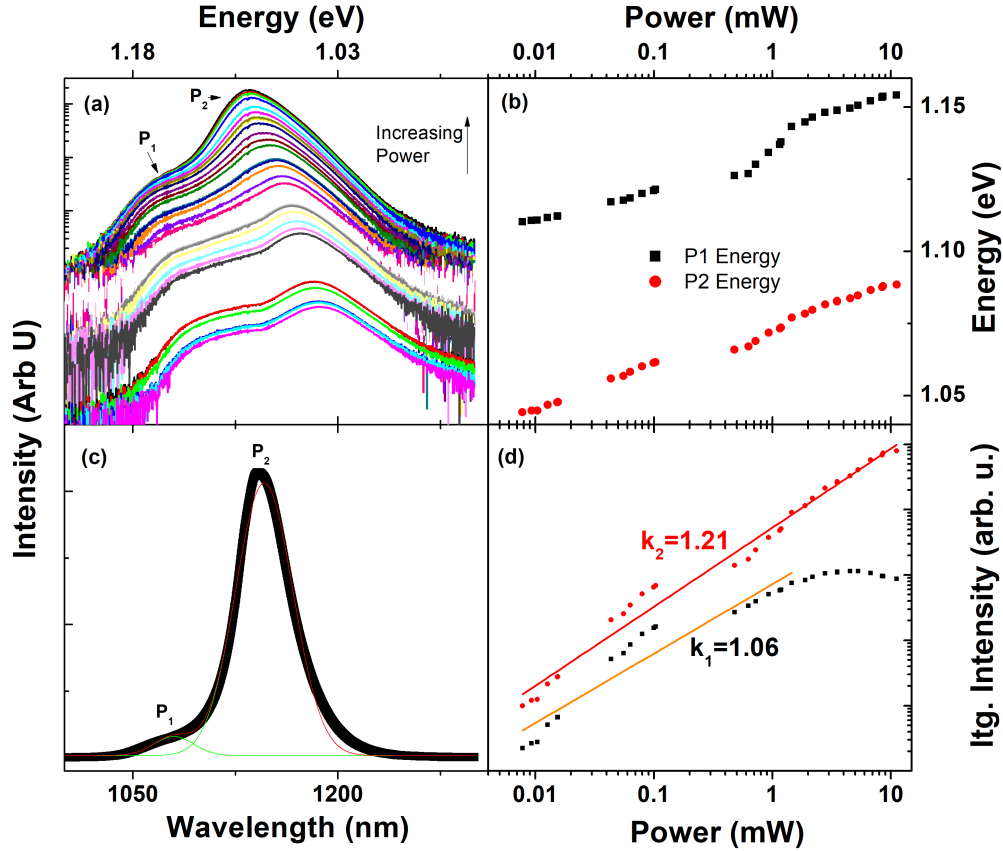 Energy (eV)
1.18 1.03
Power (mW)
0.01 0.1 1 10
(a)
P2
P1
Increasing
Power
(b)
1.15
1.10
1.05
Energy (eV)
P1 Energy
P2 Energy
Intensity (Arb U)
(c)
P2
P1
1050 1200
Wavelength (nm)
(d)
k2=1.21
k1=1.06
Itg. Intensity (arb. u.)
0.01 0.1 1 10
Power (mW)